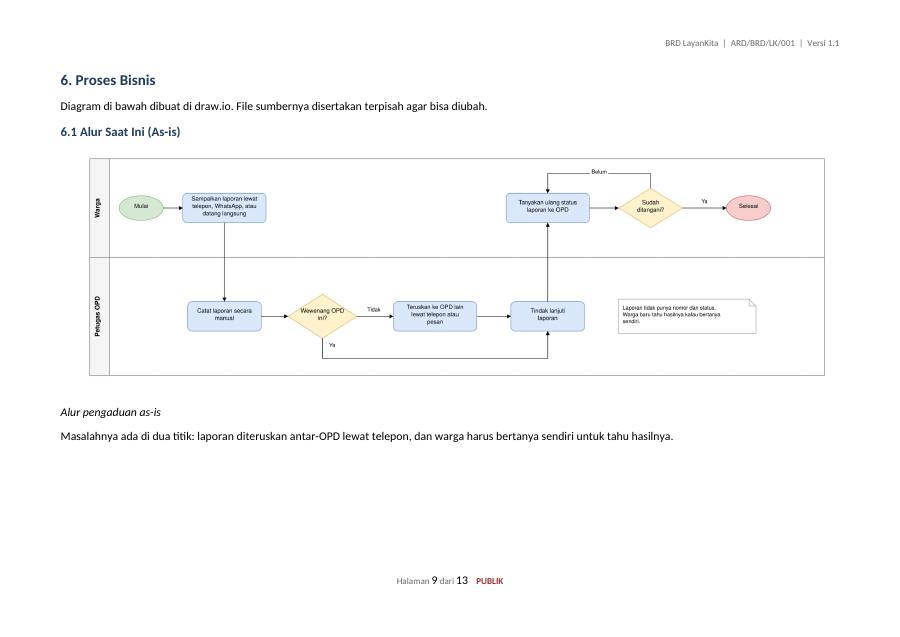 BRD LayanKita | ARD/BRD/LK/001 | Versi 1.1
6. Proses Bisnis
Diagram di bawah dibuat di draw.io. File sumbernya disertakan terpisah agar bisa diubah.
6.1 Alur Saat Ini (As-is)
Warga
Mulai
Sampaikan laporan lewat
telepon, WhatsApp, atau
datang langsung
Belum
Tanyakan ulang status
laporan ke OPD
Sudah
ditangani?
Ya
Selesai
Petugas OPD
Catat laporan secara
manual
Wewenang OPD
ini?
Tidak
Ya
Teruskan ke OPD lain
lewat telepon atau
pesan
Tindak lanjuti
laporan
Laporan tidak punya nomor dan status.
Warga baru tahu hasilnya kalau bertanya
sendiri.
Alur pengaduan as-is
Masalahnya ada di dua titik: laporan diteruskan antar-OPD lewat telepon, dan warga harus bertanya sendiri untuk tahu hasilnya.
Halaman 9 dari 13 PUBLIK